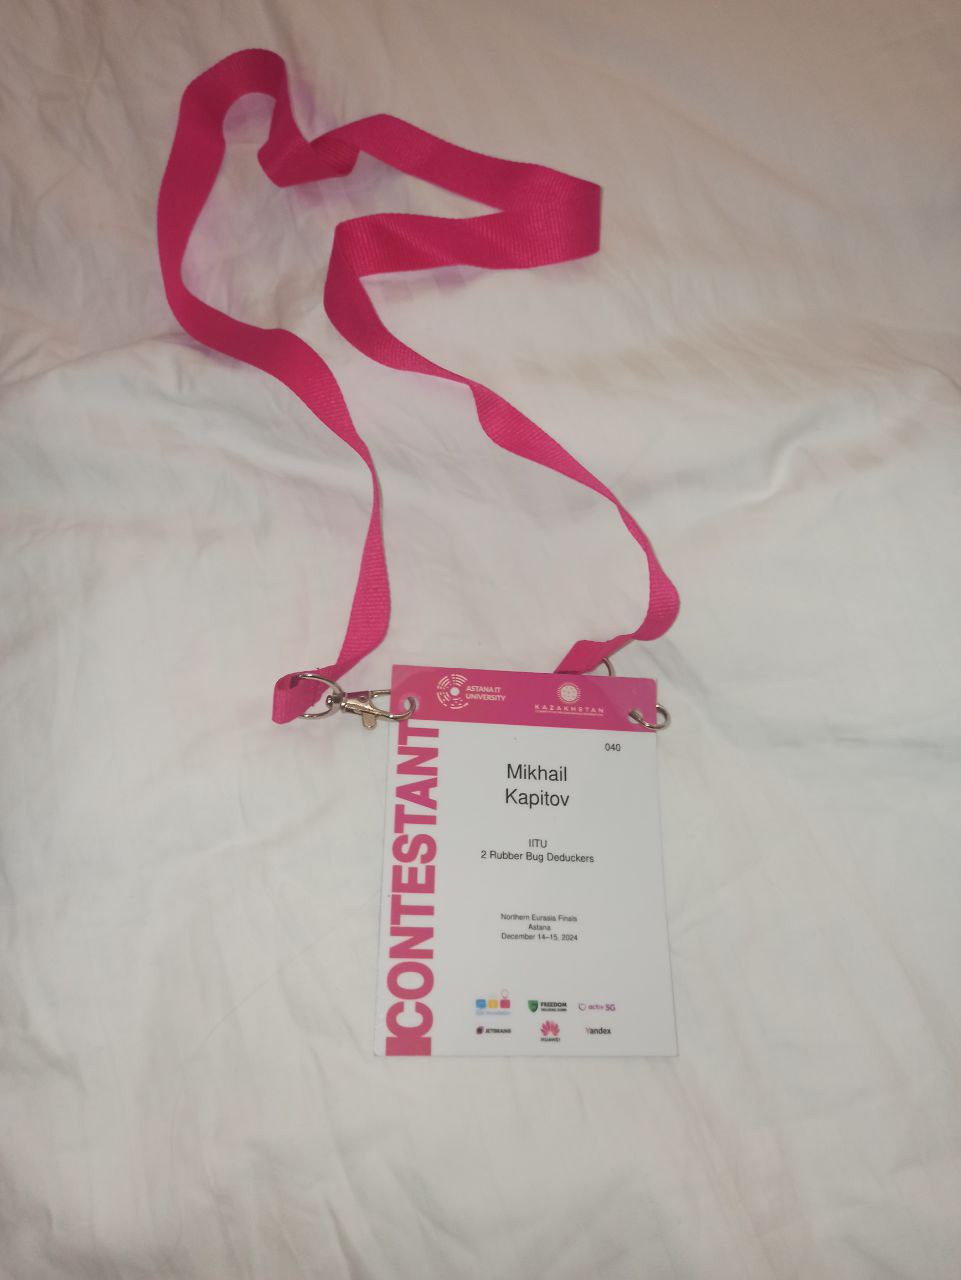 ASTANA IT
UNIVERSITY
KAZAKHSTAN
040
CONTESTANT
Mikhail
Kapitov
IITU
2 Rubber Bug Deduckers
Northern Eurasia Finals
Astana
December 14–15, 2024
FREEDOM
activ 5G
JETBRAINS
HUAWEI
Yandex